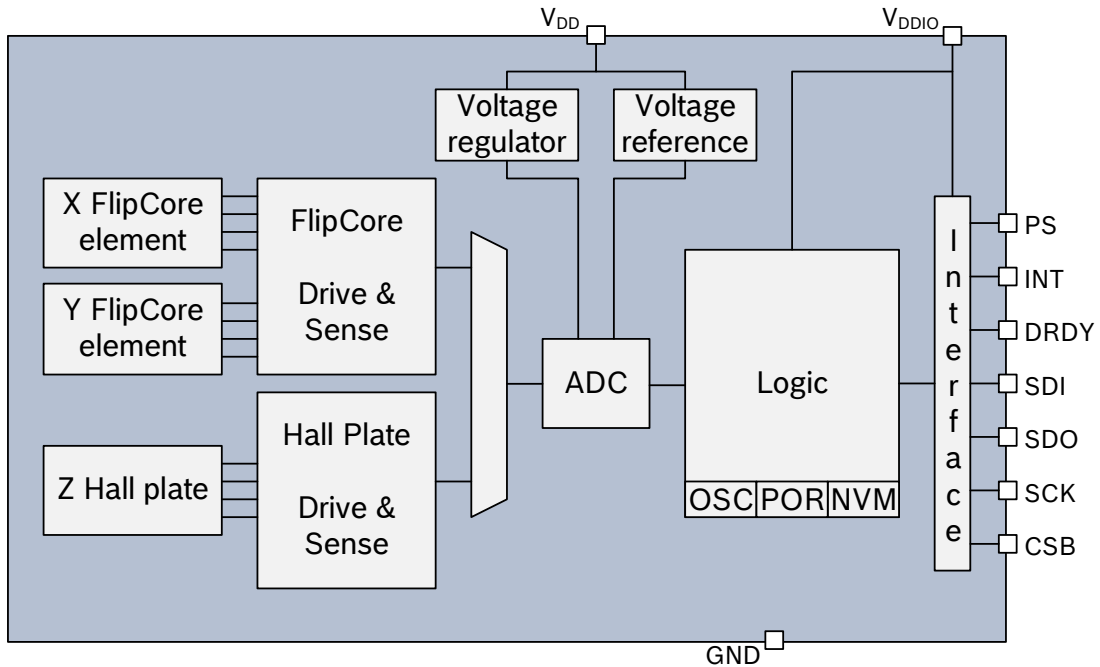 VDD
VDDIO
Voltage
regulator
Voltage
reference
X FlipCore
element
Y FlipCore
element
FlipCore
Drive &
Sense
Z Hall plate
Hall Plate
Drive &
Sense
ADC
Logic
OSC
POR
NVM
Interface
PS
INT
DRDY
SDI
SDO
SCK
CSB
GND